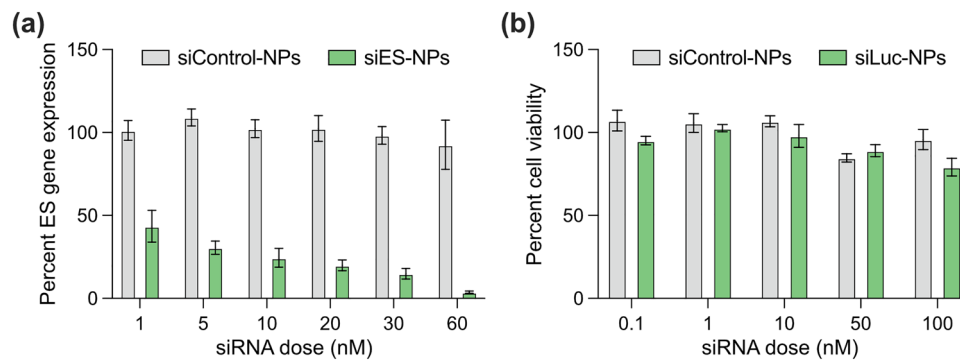 (a)
Percent ES gene expression
150
100
50
0
siControl-NPs siES-NPs
1 5 10 20 30 60
siRNA dose (nM)
(b)
Percent cell viability
150
100
50
0
siControl-NPs siLuc-NPs
0.1 1 10 50 100
siRNA dose (nM)